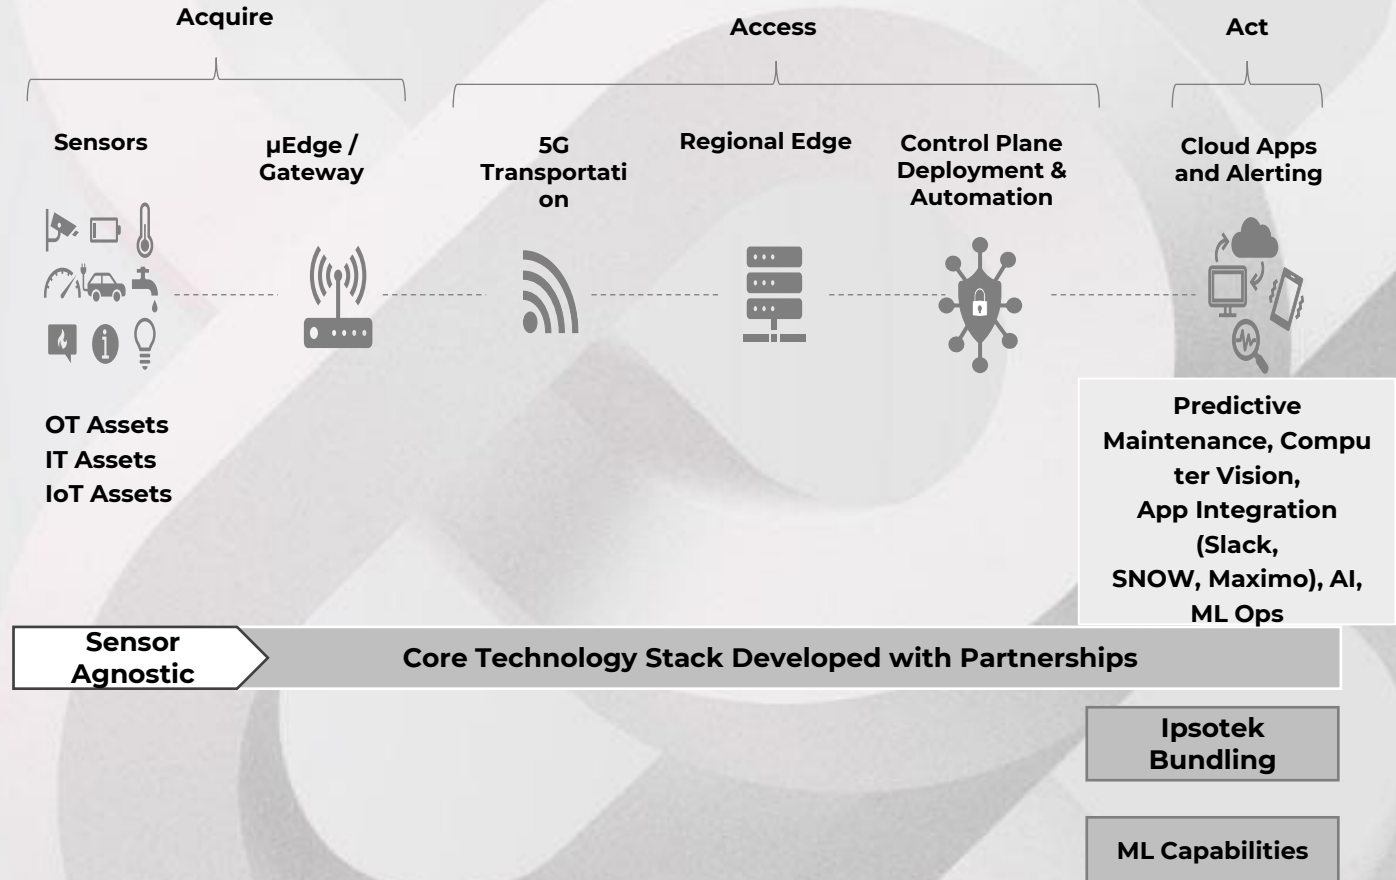 Acquire
Access
Act
Sensors
µEdge /
Gateway
5G
Transportati
on
Regional Edge
Control Plane
Deployment &
Automation
Cloud Apps
and Alerting
OT Assets
IT Assets
IoT Assets
Predictive
Maintenance, Compu
ter Vision,
App Integration
(Slack,
SNOW, Maximo), AI,
ML Ops
Sensor
Agnostic
Core Technology Stack Developed with Partnerships
Ipsotek
Bundling
ML Capabilities